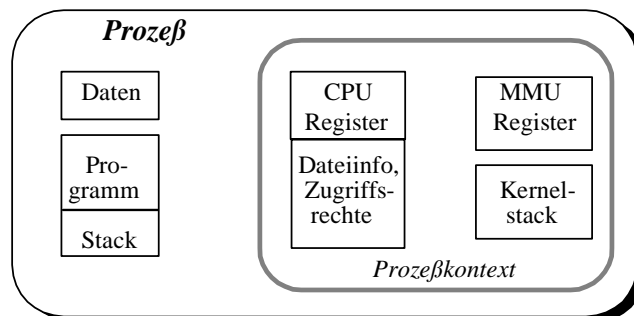 Prozeß
Daten
Pro-
gramm
Stack
CPU
Register
Dateiinfo,
Zugriffs-
rechte
MMU
Register
Kernel-
stack
Prozeßkontext